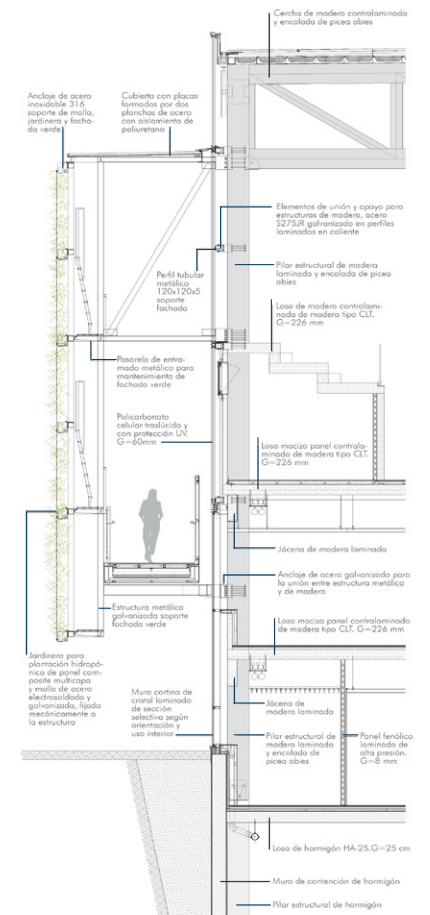 Cercha de madera contralaminada
y encolada de picea abies
Anclaje de acero
inoxidable 316
soporte de malla,
jardinera y facha-
da verde
Cubierta con placas
formadas por dos
planchas de acero
con aislamiento de
poliuretano
Elementos de unión y apoyo para
estructuras de madera, acero
S275JR galvanizado en perfiles
laminados en caliente
Perfil tubular
metálico
120x120x5
soporte
fachada
Pilar estructural de madera
laminada y encolada de picea
abies
Losa de madera contralami-
nada de madera tipo CLT.
G=226 mm
Pasarela de entra-
mado metálico para
mantenimiento de
fachada verde
Policarbonato
celular traslúcido y
con protección UV.
G=60mm
Losa maciza panel contrala-
minado de madera tipo CLT.
G=226 mm
Jácena de madera laminada
Anclaje de acero galvanizado para
la unión entre estructura metálica
y de madera
Estructura metálica
galvanizada soporte
fachada verde
Losa maciza panel contralaminado
de madera tipo CLT. G=226 mm
Jardinera para
plantación hidropó-
nica de panel com-
posite multicapa
y malla de acero
electrosoldado y
galvanizada, fijada
mecánicamente a
la estructura
Muro cortina de
cristal laminado
de sección
selectiva según
orientación y
uso interior
Jácena de
madera laminada
Pilar estructural de
madera laminada
y encolada de
picea abies
Panel fenólico
laminado de
alta presión.
G=8 mm
Losa de hormigón HA-25.G=25 cm
Muro de contención de hormigón
Pilar estructural de hormigón